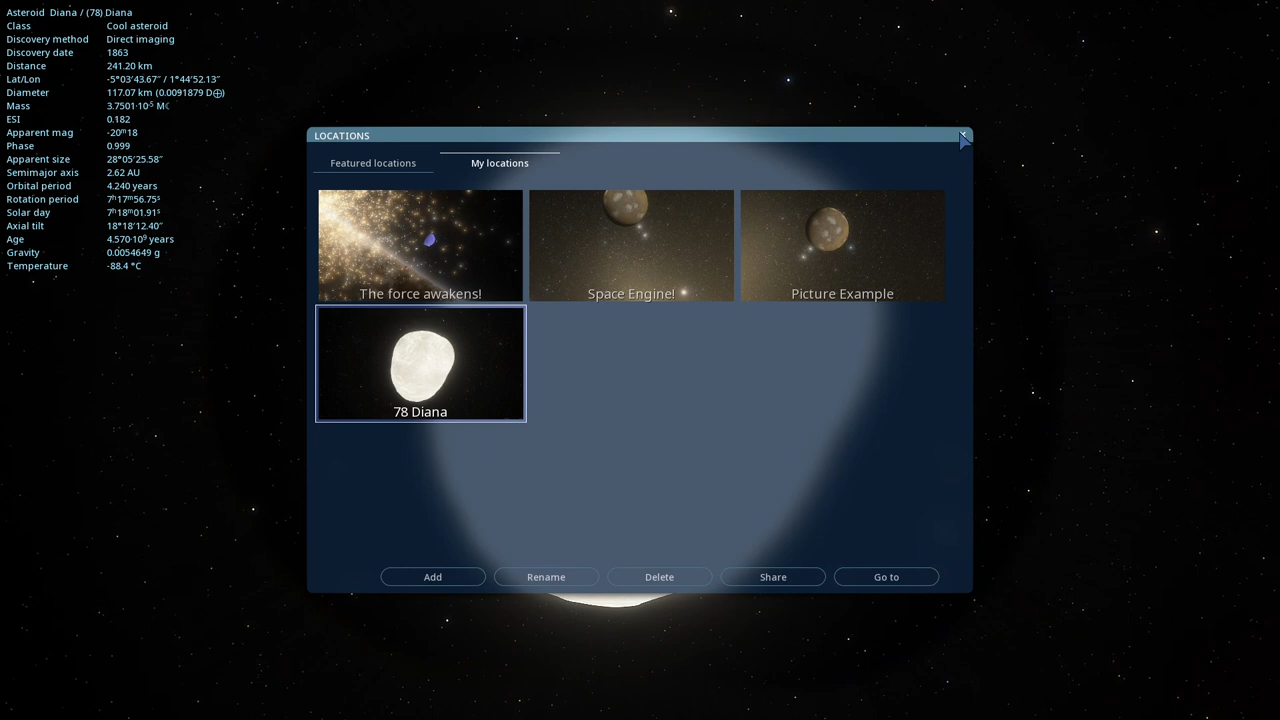 Asteroid Diana / (78) Diana
Class Cool asteroid
Discovery method Direct imaging
Discovery date 1863
Distance 241.20 km
Lat/Lon -5°03′43.67″ / 1°44′52.13″
Diameter 117.07 km (0.0091879 D⊕)
Mass 3.7501·10⁻⁵ M☾
ESI 0.182
Apparent mag -20ᵐ18
Phase 0.999
Apparent size 28°05′25.58″
Semimajor axis 2.62 AU
Orbital period 4.240 years
Rotation period 7ʰ17ᵐ56.75ˢ
Solar day 7ʰ18ᵐ01.91ˢ
Axial tilt 18°18′12.40″
Age 4.570·10⁹ years
Gravity 0.0054649 g
Temperature -88.4 °C
LOCATIONS
Featured locations My locations
The force awakens! Space Engine! Picture Example
78 Diana
Add Rename Delete Share Go to